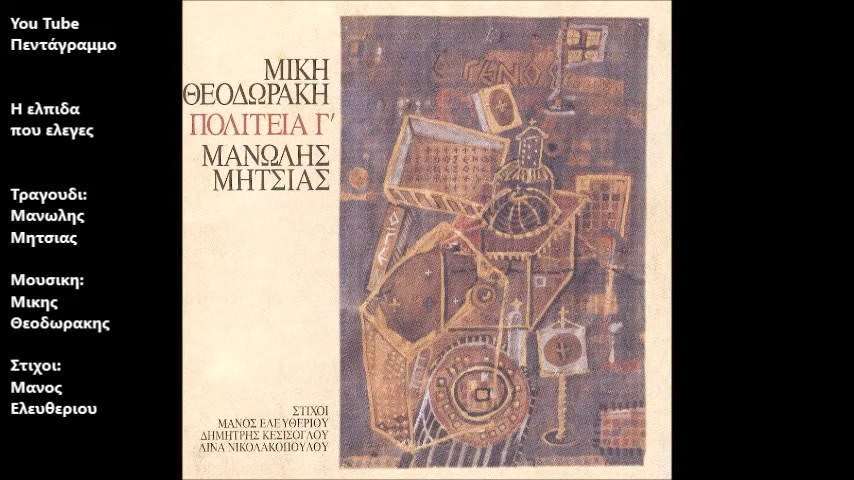 You Tube
Πεντάγραμμο
Η ελπιδα
που ελεγες
Τραγουδι:
Μανωλης
Μητσιας
Μουσικη:
Μικης
Θεοδωρακης
Στιχοι:
Μανος
Ελευθεριου
ΜΙΚΗ
ΘΕΟΔΩΡΑΚΗ
ΠΟΛΙΤΕΙΑ Γ'
ΜΑΝΩΛΗΣ
ΜΗΤΣΙΑΣ
ΣΤΙΧΟΙ
ΜΑΝΟΣ ΕΛΕΥΘΕΡΙΟΥ
ΔΗΜΗΤΡΗΣ ΚΕΣΙΣΟΓΛΟΥ
ΛΙΝΑ ΝΙΚΟΛΑΚΟΠΟΥΛΟΥ